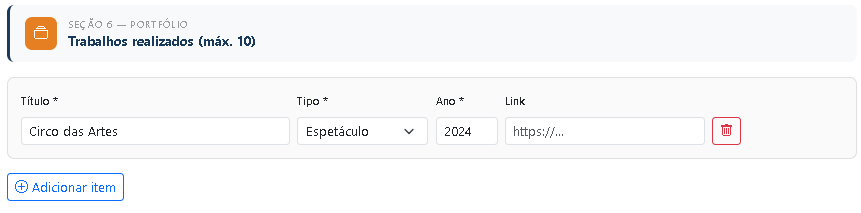 SEÇÃO 6 — PORTFÓLIO
Trabalhos realizados (máx. 10)
Título * Tipo * Ano * Link
Circo das Artes Espetáculo 2024 https://...
Adicionar item